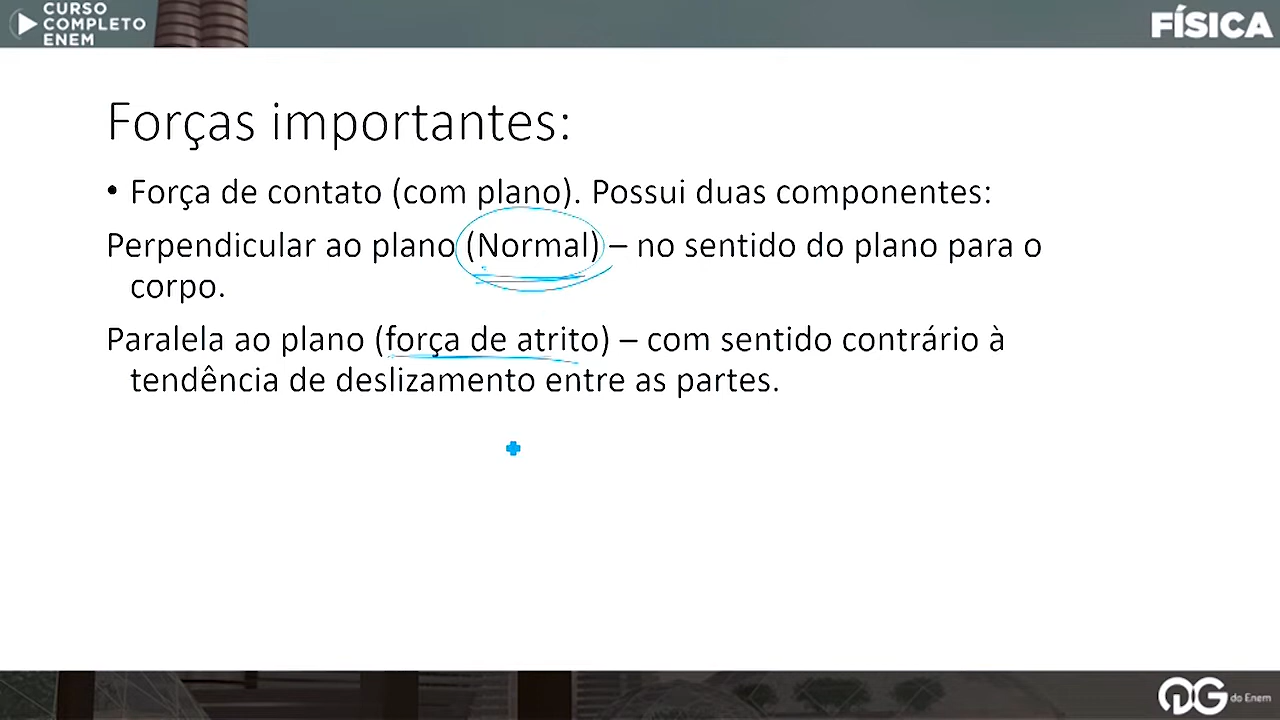 CURSO
COMPLETO
ENEM
FÍSICA
Forças importantes:
• Força de contato (com plano). Possui duas componentes:
Perpendicular ao plano (Normal) – no sentido do plano para o
corpo.
Paralela ao plano (força de atrito) – com sentido contrário à
tendência de deslizamento entre as partes.
QG do Enem